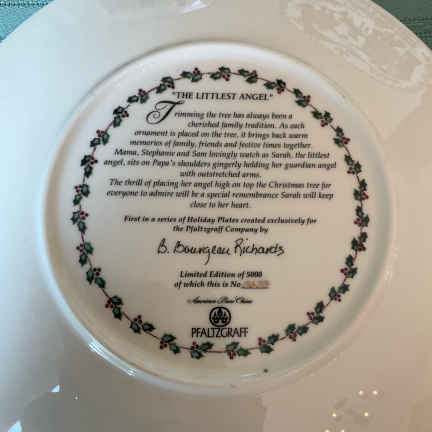 "THE LITTLEST ANGEL"
Trimming the tree has always been a
cherished family tradition. As each
ornament is placed on the tree, it brings back warm
memories of family, friends and festive times together.
Mama, Stephanie and Sam lovingly watch as Sarah, the littlest
angel, sits on Papa's shoulders gingerly holding her guardian angel
with outstretched arms.
The thrill of placing her angel high on top the Christmas tree for
everyone to admire will be a special remembrance Sarah will keep
close to her heart.
First in a series of Holiday Plates created exclusively for
the Pfaltzgraff Company by
B. Bourgeau Richards
Limited Edition of 5000
of which this is No.
American Bone China
PFALTZGRAFF